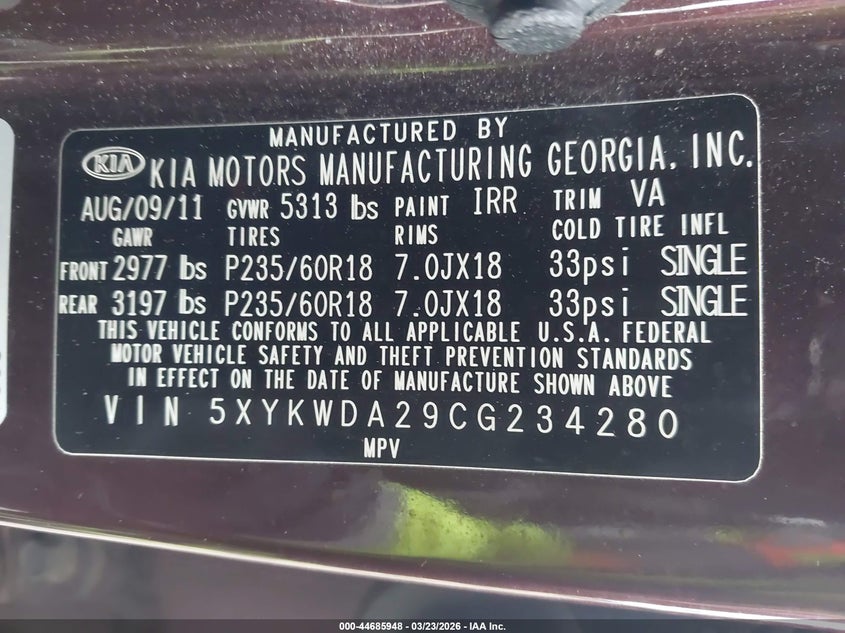 MANUFACTURED BY
KIA KIA MOTORS MANUFACTURING GEORGIA, INC.
AUG/09/11 GVWR 5313 lbs PAINT IRR TRIM VA
GAWR TIRES RIMS COLD TIRE INFL
FRONT 2977 lbs P235/60R18 7.0JX18 33psi SINGLE
REAR 3197 lbs P235/60R18 7.0JX18 33psi SINGLE
THIS VEHICLE CONFORMS TO ALL APPLICABLE U.S.A. FEDERAL
MOTOR VEHICLE SAFETY AND THEFT PREVENTION STANDARDS
IN EFFECT ON THE DATE OF MANUFACTURE SHOWN ABOVE
VIN 5XYKWDA29CG234280
MPV
000-44685948 - 03/23/2026 - IAA Inc.